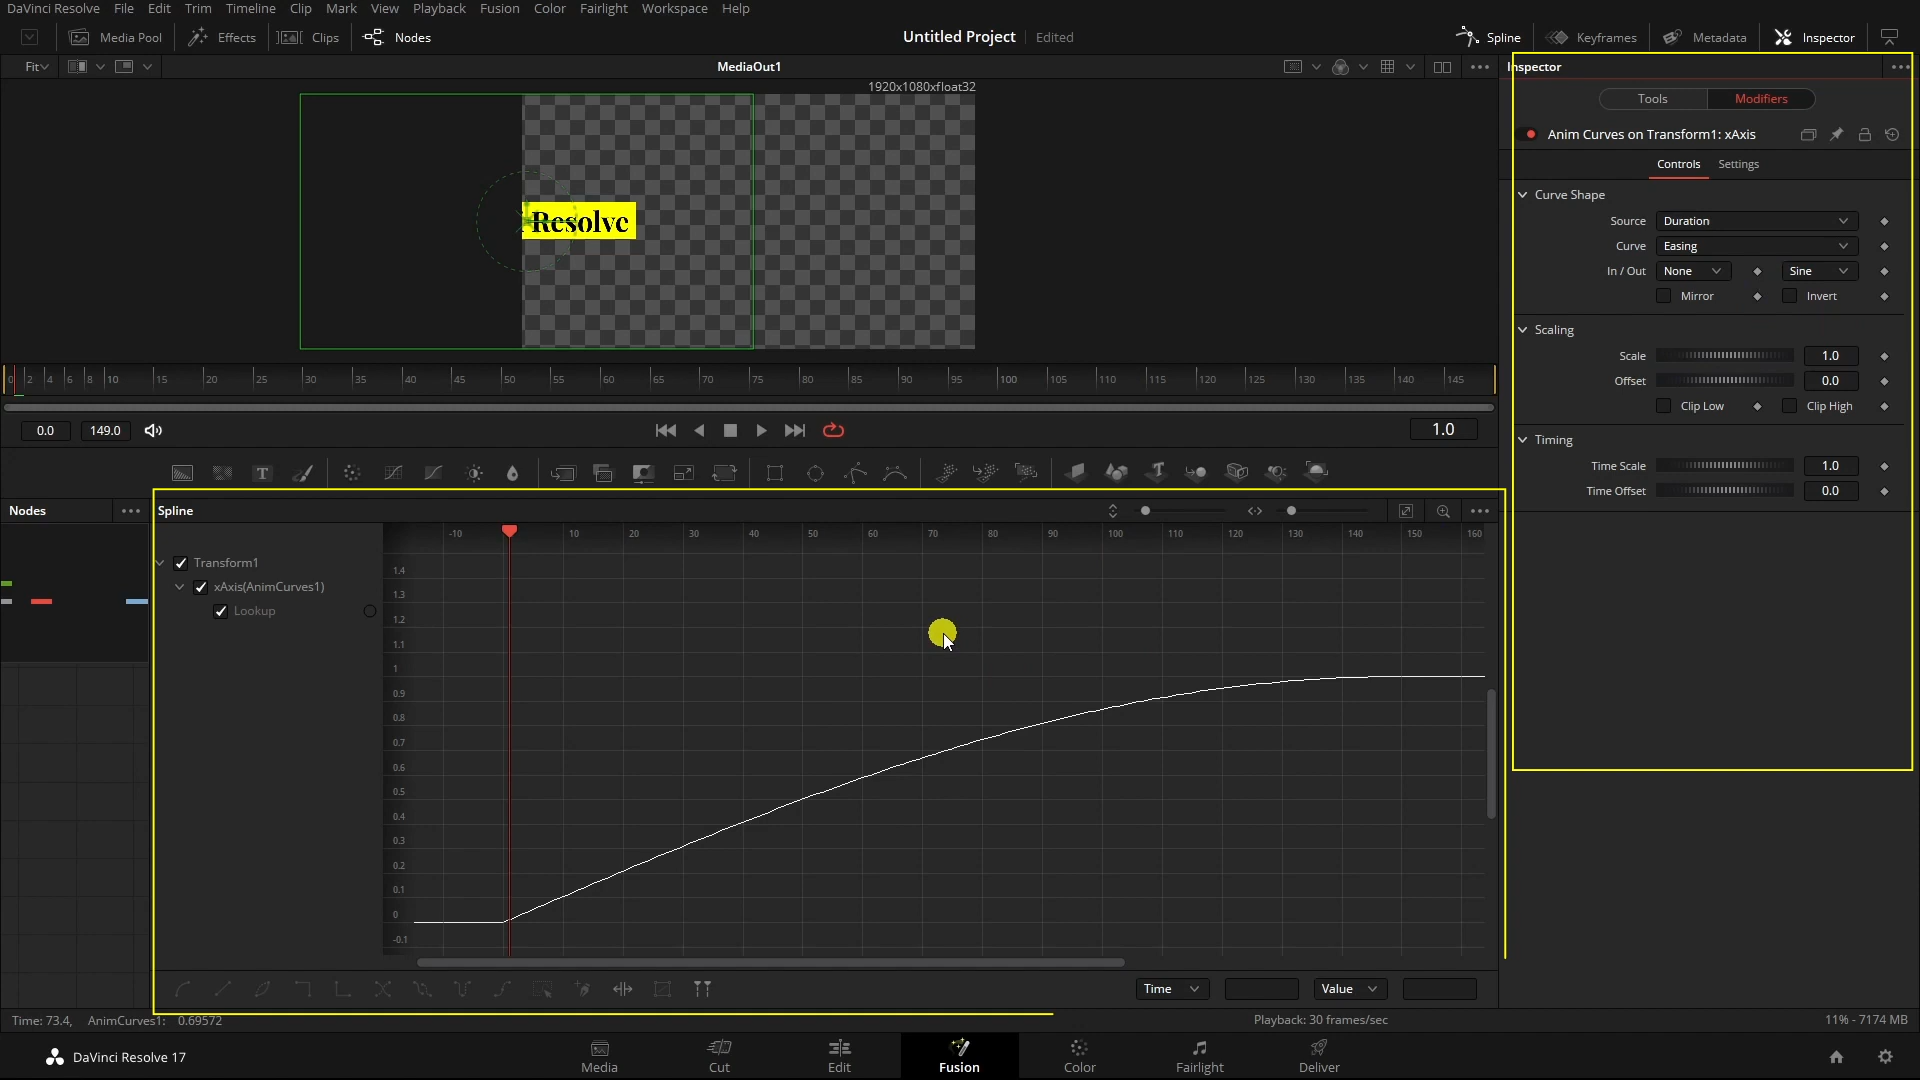 DaVinci Resolve File Edit Trim Timeline Clip Mark View Playback Fusion Color Fairlight Workspace Help
Media Pool Effects Clips Nodes Untitled Project Edited Spline Keyframes Metadata Inspector
Fit MediaOut1 Inspector
1920x1080xfloat32
Tools Modifiers
Anim Curves on Transform1: xAxis
Controls Settings
Curve Shape
Source Duration
Curve Easing
In / Out None Sine
Mirror Invert
Resolve
Scaling
Scale 1.0
Offset 0.0
Clip Low Clip High
Timing
Time Scale 1.0
Time Offset 0.0
0 2 4 6 8 10 15 20 25 30 35 40 45 50 55 60 65 70 75 80 85 90 95 100 105 110 115 120 125 130 135 140 145
0.0 149.0 1.0
T
Nodes Spline
-10 10 20 30 40 50 60 70 80 90 100 110 120 130 140 150 160
Transform1
xAxis(AnimCurves1)
Lookup
1.4
1.3
1.2
1.1
1
0.9
0.8
0.7
0.6
0.5
0.4
0.3
0.2
0.1
0
-0.1
Time Value
Time: 73.4, AnimCurves1: 0.69572 Playback: 30 frames/sec 11% - 7174 MB
DaVinci Resolve 17 Media Cut Edit Fusion Color Fairlight Deliver